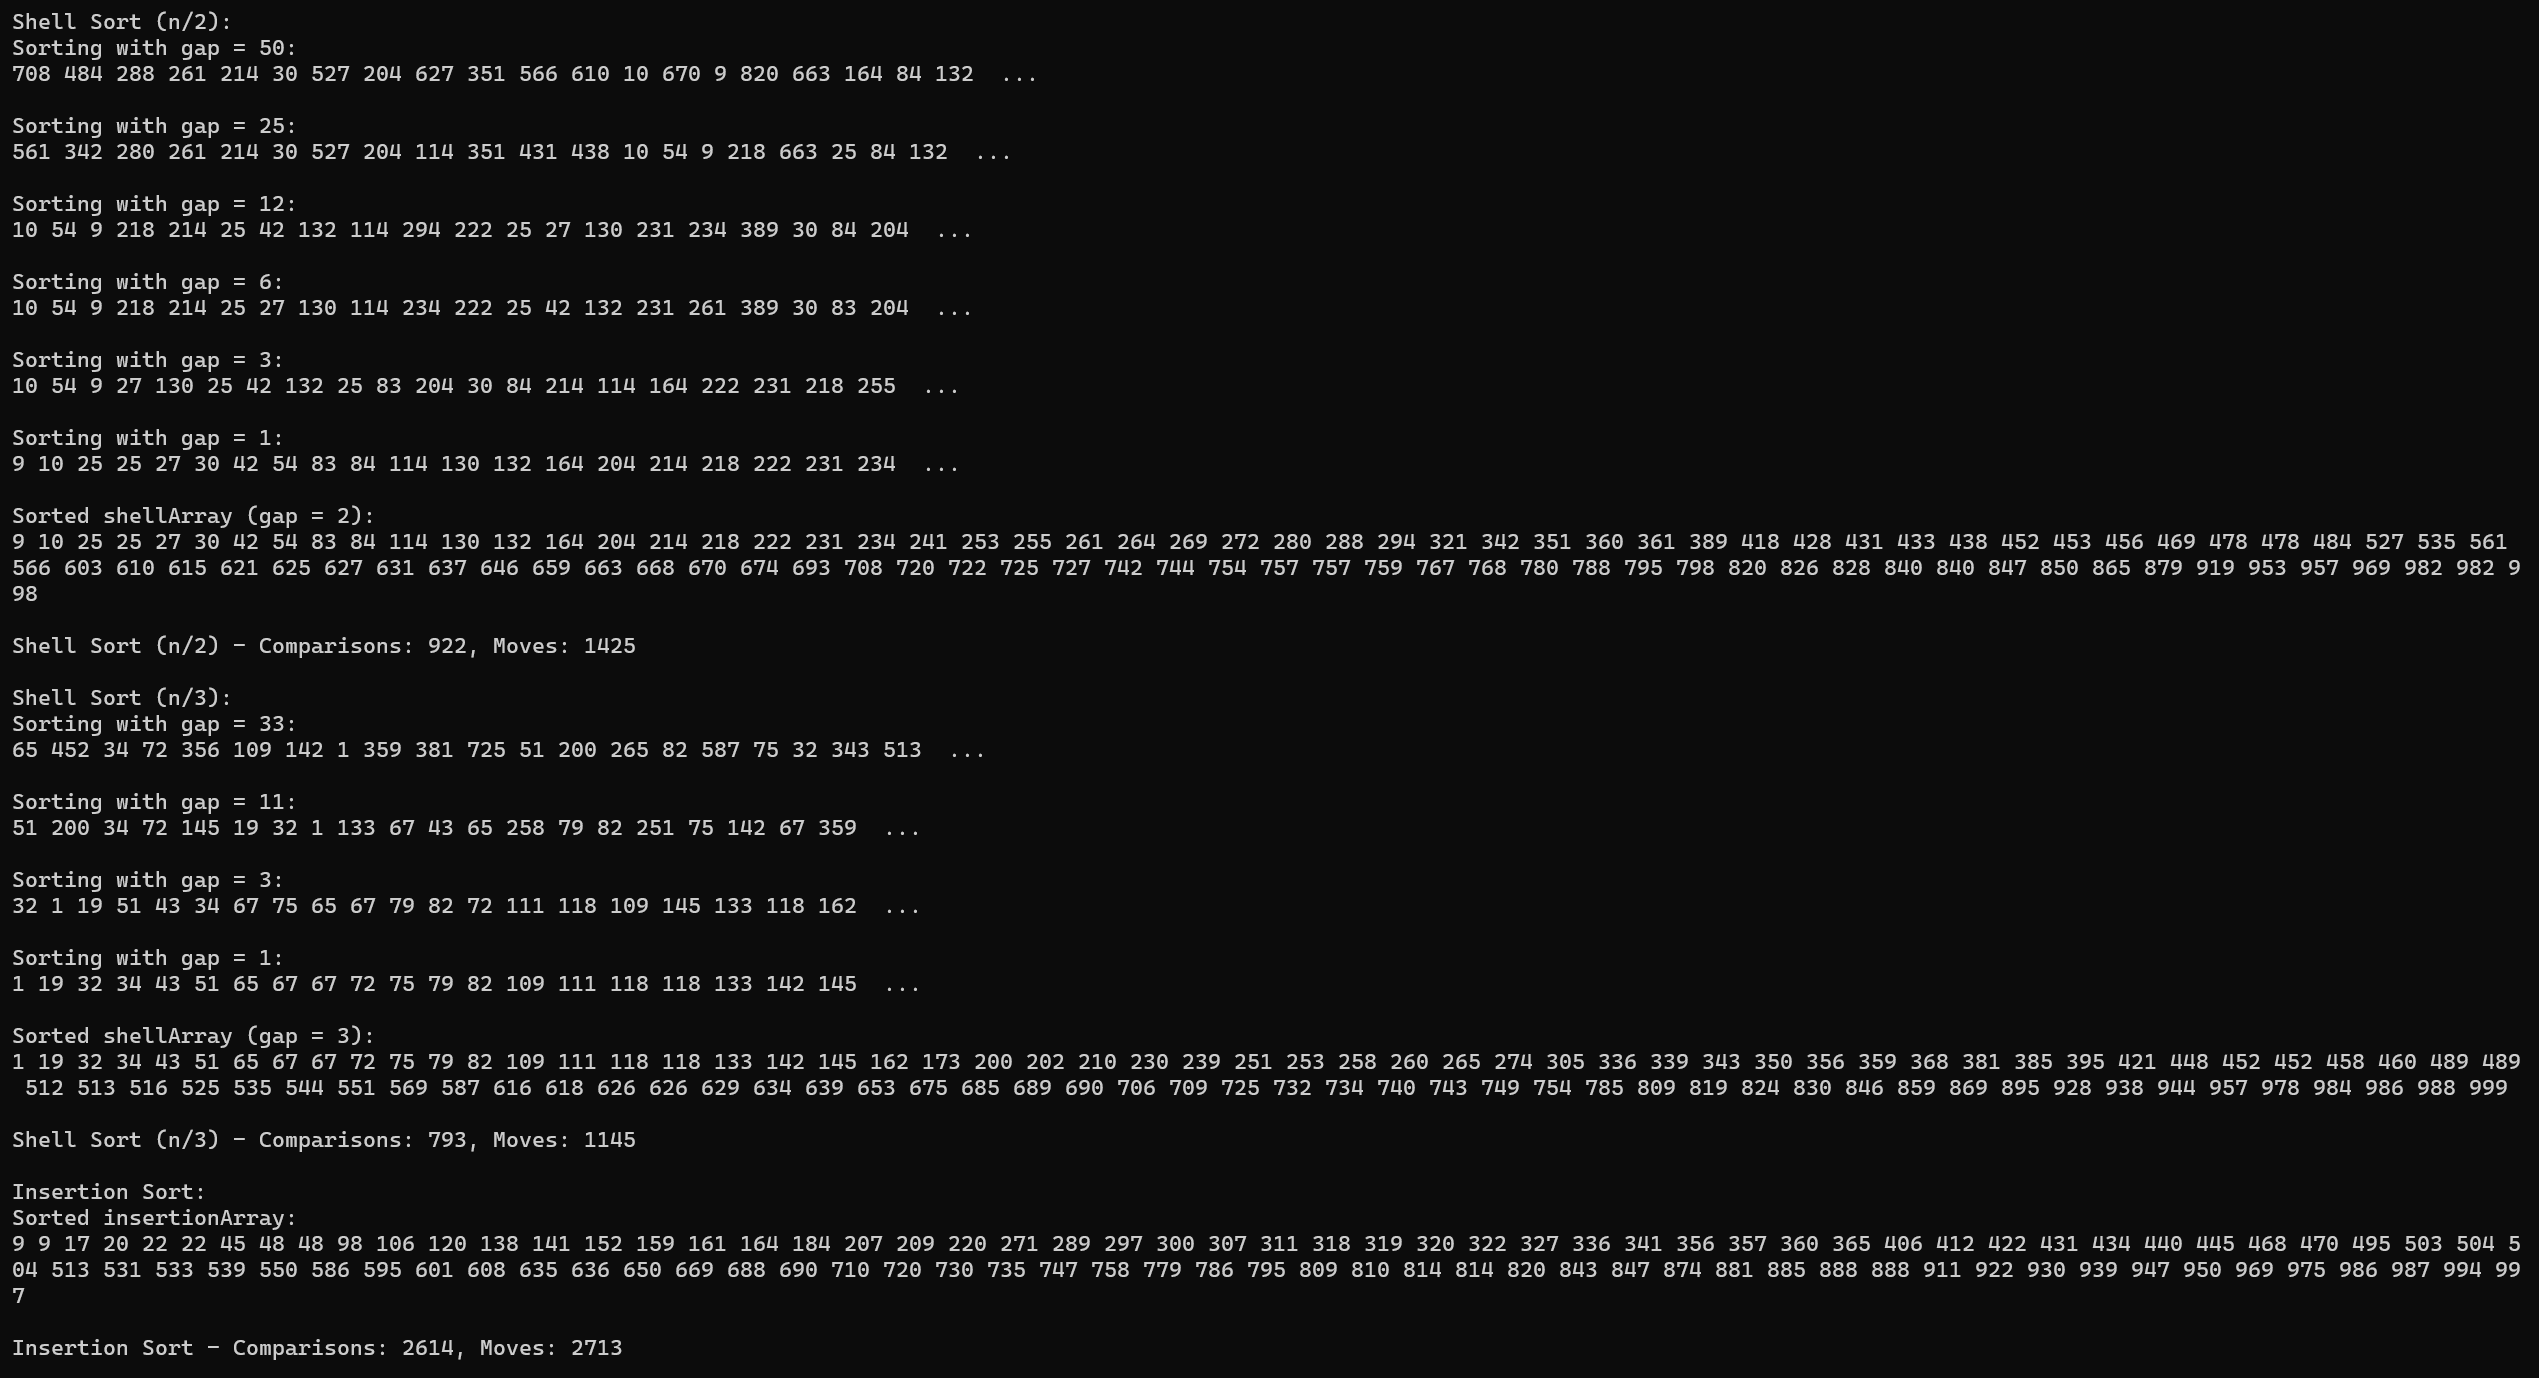 Shell Sort (n/2):
Sorting with gap = 50:
708 484 288 261 214 30 527 204 627 351 566 610 10 670 9 820 663 164 84 132  ...
Sorting with gap = 25:
561 342 280 261 214 30 527 204 114 351 431 438 10 54 9 218 663 25 84 132  ...
Sorting with gap = 12:
10 54 9 218 214 25 42 132 114 294 222 25 27 130 231 234 389 30 84 204  ...
Sorting with gap = 6:
10 54 9 218 214 25 27 130 114 234 222 25 42 132 231 261 389 30 83 204  ...
Sorting with gap = 3:
10 54 9 27 130 25 42 132 25 83 204 30 84 214 114 164 222 231 218 255  ...
Sorting with gap = 1:
9 10 25 25 27 30 42 54 83 84 114 130 132 164 204 214 218 222 231 234  ...
Sorted shellArray (gap = 2):
9 10 25 25 27 30 42 54 83 84 114 130 132 164 204 214 218 222 231 234 241 253 255 261 264 269 272 280 288 294 321 342 351 360 361 389 418 428 431 433 438 452 453 456 469 478 478 484 527 535 561
566 603 610 615 621 625 627 631 637 646 659 663 668 670 674 693 708 720 722 725 727 742 744 754 757 757 759 767 768 780 788 795 798 820 826 828 840 840 847 850 865 879 919 953 957 969 982 982 9
98
Shell Sort (n/2) - Comparisons: 922, Moves: 1425
Shell Sort (n/3):
Sorting with gap = 33:
65 452 34 72 356 109 142 1 359 381 725 51 200 265 82 587 75 32 343 513  ...
Sorting with gap = 11:
51 200 34 72 145 19 32 1 133 67 43 65 258 79 82 251 75 142 67 359  ...
Sorting with gap = 3:
32 1 19 51 43 34 67 75 65 67 79 82 72 111 118 109 145 133 118 162  ...
Sorting with gap = 1:
1 19 32 34 43 51 65 67 67 72 75 79 82 109 111 118 118 133 142 145  ...
Sorted shellArray (gap = 3):
1 19 32 34 43 51 65 67 67 72 75 79 82 109 111 118 118 133 142 145 162 173 200 202 210 230 239 251 253 258 260 265 274 305 336 339 343 350 356 359 368 381 385 395 421 448 452 452 458 460 489 489
512 513 516 525 535 544 551 569 587 616 618 626 626 629 634 639 653 675 685 689 690 706 709 725 732 734 740 743 749 754 785 809 819 824 830 846 859 869 895 928 938 944 957 978 984 986 988 999
Shell Sort (n/3) - Comparisons: 793, Moves: 1145
Insertion Sort:
Sorted insertionArray:
9 9 17 20 22 22 45 48 48 98 106 120 138 141 152 159 161 164 184 207 209 220 271 289 297 300 307 311 318 319 320 322 327 336 341 356 357 360 365 406 412 422 431 434 440 445 468 470 495 503 504 5
04 513 531 533 539 550 586 595 601 608 635 636 650 669 688 690 710 720 730 735 747 758 779 786 795 809 810 814 814 820 843 847 874 881 885 888 888 911 922 930 939 947 950 969 975 986 987 994 99
7
Insertion Sort - Comparisons: 2614, Moves: 2713